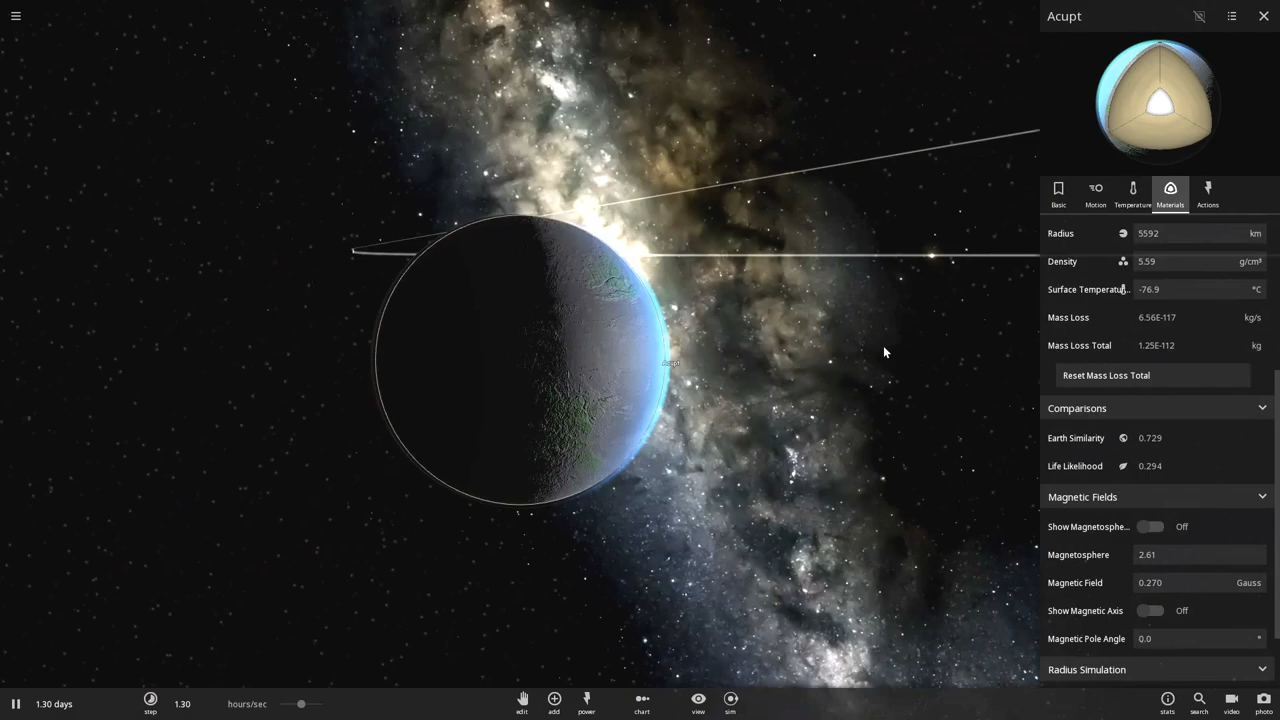 Acupt
Basic Motion Temperature Materials Actions
Radius 5592 km
Density 5.59 g/cm³
Surface Temperatu... -76.9 °C
Mass Loss 6.56E-117 kg/s
Mass Loss Total 1.25E-112 kg
Reset Mass Loss Total
Comparisons
Earth Similarity 0.729
Life Likelihood 0.294
Magnetic Fields
Show Magnetosphe... Off
Magnetosphere 2.61
Magnetic Field 0.270 Gauss
Show Magnetic Axis Off
Magnetic Pole Angle 0.0 °
Radius Simulation
Acupt
1.30 days step 1.30 hours/sec edit add power chart view sim stats search video photo